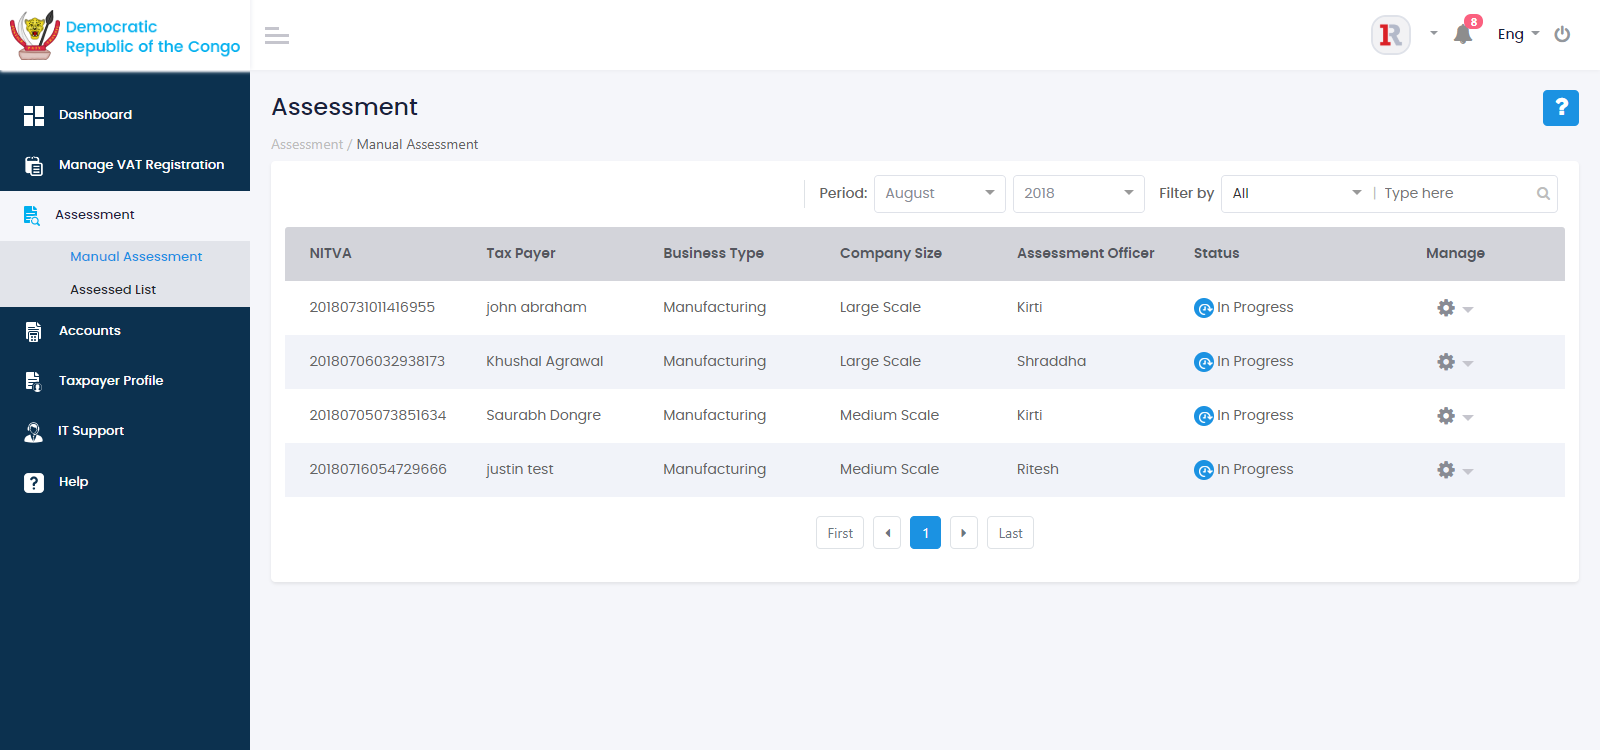 Democratic
Republic of the Congo
8
Eng
Dashboard
Manage VAT Registration
Assessment
Manual Assessment
Assessed List
Accounts
Taxpayer Profile
IT Support
? Help
Assessment
?
Assessment / Manual Assessment
Period: August 2018 Filter by All | Type here
NITVA Tax Payer Business Type Company Size Assessment Officer Status Manage
20180731011416955 john abraham Manufacturing Large Scale Kirti In Progress
20180706032938173 Khushal Agrawal Manufacturing Large Scale Shraddha In Progress
20180705073851634 Saurabh Dongre Manufacturing Medium Scale Kirti In Progress
20180716054729666 justin test Manufacturing Medium Scale Ritesh In Progress
First 1 Last